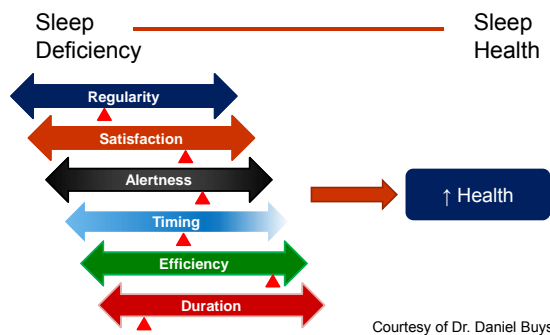 Sleep
Deficiency
Sleep
Health
Regularity
Satisfaction
Alertness
Timing
Efficiency
Duration
↑ Health
Courtesy of Dr. Daniel Buys